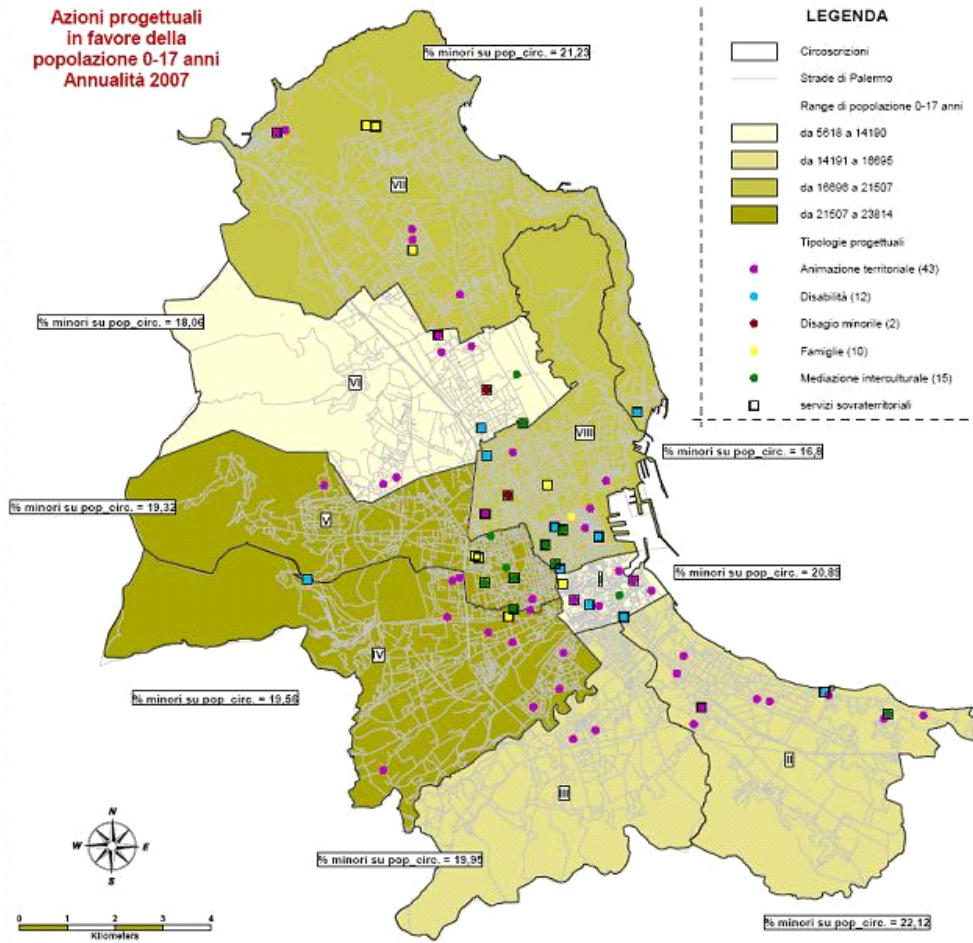 Azioni progettuali
in favore della
popolazione 0-17 anni
Annualità 2007
LEGENDA
Circoscrizioni
Strade di Palermo
Range di popolazione 0-17 anni
da 5618 a 14190
da 14191 a 16695
da 16696 a 21507
da 21507 a 23814
Tipologie progettuali
Animazione territoriale (43)
Disabilità (12)
Disagio minorile (2)
Famiglie (10)
Mediazione interculturale (15)
servizi sovraterritoriali
% minori su pop_circ. = 21,23
VII
% minori su pop_circ. = 18,06
VI
VIII
% minori su pop_circ. = 16,8
% minori su pop_circ. = 19,32
V
% minori su pop_circ. = 20,89
I
IV
% minori su pop_circ. = 19,56
II
III
% minori su pop_circ. = 19,95
% minori su pop_circ. = 22,12
N
W E
S
0 1 2 3 4
Kilometers